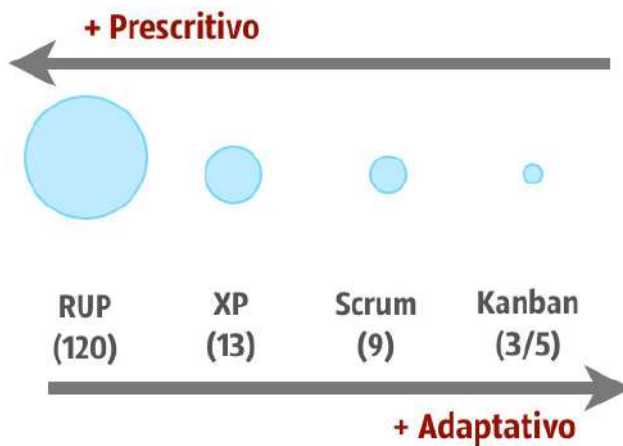 + Prescritivo
RUP
(120)
XP
(13)
Scrum
(9)
Kanban
(3/5)
+ Adaptativo